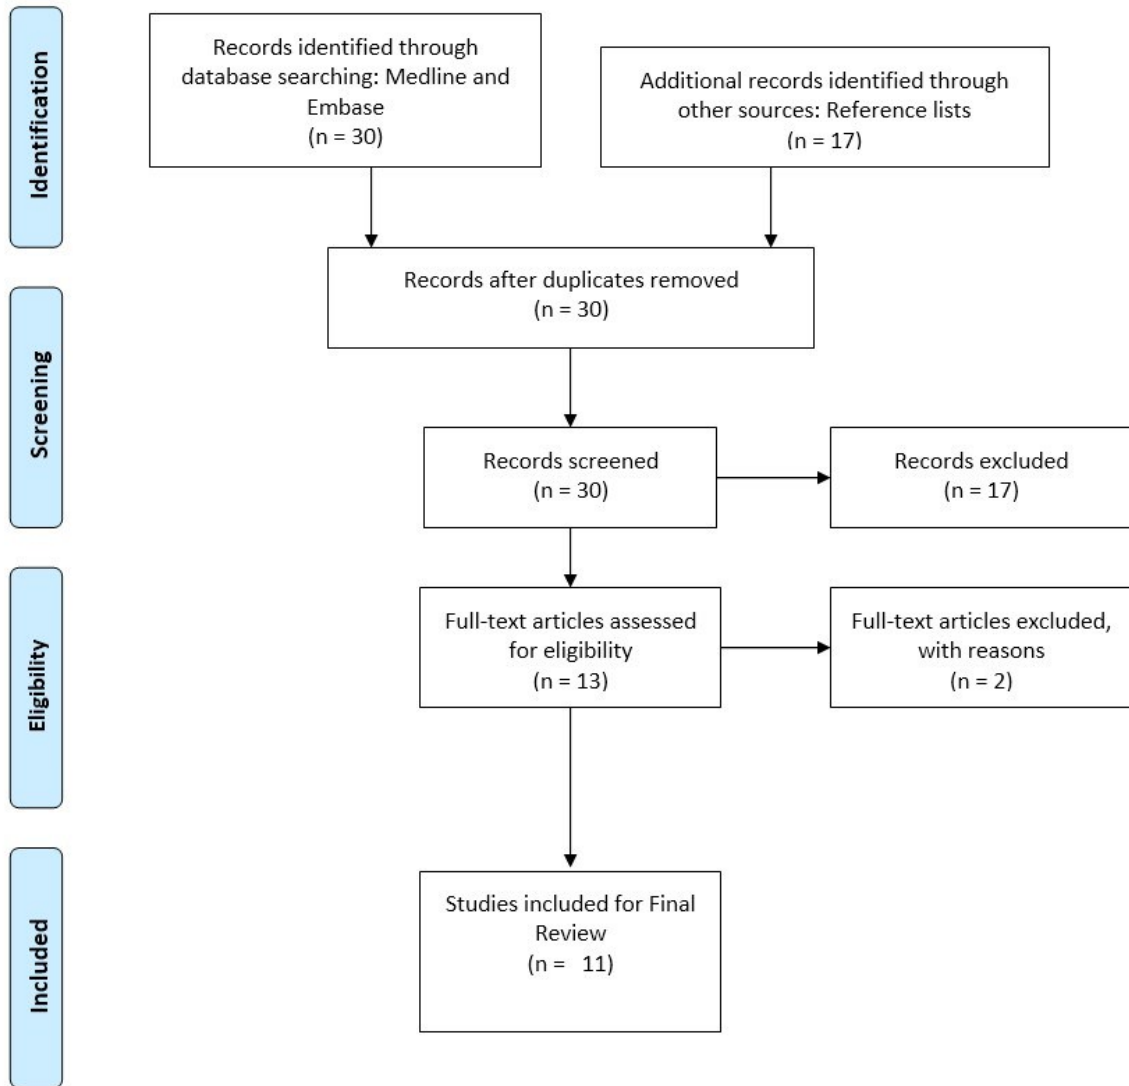 Identification
Records identified through
database searching: Medline and
Embase
(n = 30)
Additional records identified through
other sources: Reference lists
(n = 17)
Records after duplicates removed
(n = 30)
Screening
Records screened
(n = 30)
Records excluded
(n = 17)
Eligibility
Full-text articles assessed
for eligibility
(n = 13)
Full-text articles excluded,
with reasons
(n = 2)
Included
Studies included for Final
Review
(n = 11)